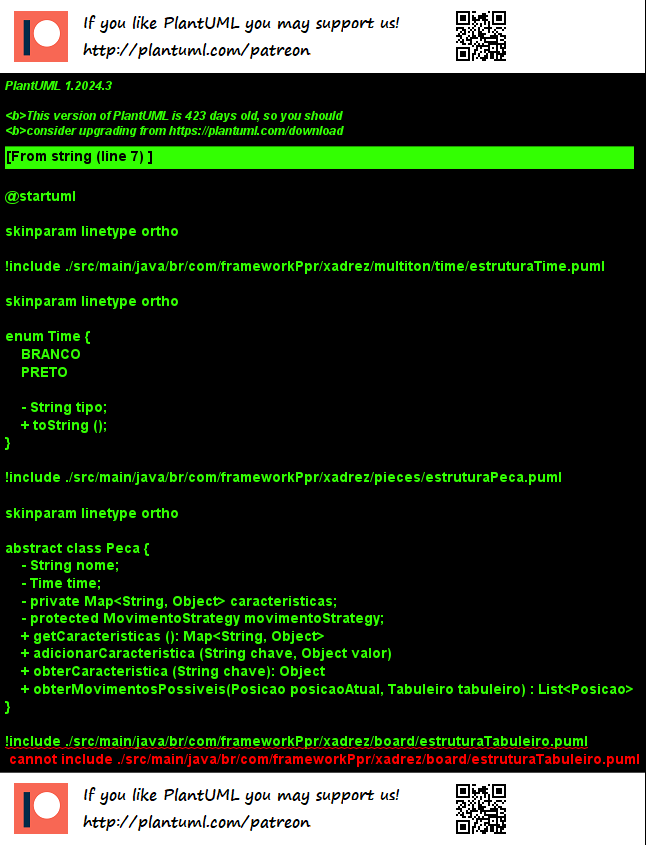 If you like PlantUML you may support us!
http://plantuml.com/patreon
PlantUML 1.2024.3
<b>This version of PlantUML is 423 days old, so you should
<b>consider upgrading from https://plantuml.com/download
[From string (line 7) ]
@startuml
skinparam linetype ortho
!include ./src/main/java/br/com/frameworkPpr/xadrez/multiton/time/estruturaTime.puml
skinparam linetype ortho
enum Time {
BRANCO
PRETO
- String tipo;
+ toString ();
}
!include ./src/main/java/br/com/frameworkPpr/xadrez/pieces/estruturaPeca.puml
skinparam linetype ortho
abstract class Peca {
- String nome;
- Time time;
- private Map<String, Object> caracteristicas;
- protected MovimentoStrategy movimentoStrategy;
+ getCaracteristicas (): Map<String, Object>
+ adicionarCaracteristica (String chave, Object valor)
+ obterCaracteristica (String chave): Object
+ obterMovimentosPossiveis(Posicao posicaoAtual, Tabuleiro tabuleiro) : List<Posicao>
}
!include ./src/main/java/br/com/frameworkPpr/xadrez/board/estruturaTabuleiro.puml
cannot include ./src/main/java/br/com/frameworkPpr/xadrez/board/estruturaTabuleiro.puml
If you like PlantUML you may support us!
http://plantuml.com/patreon